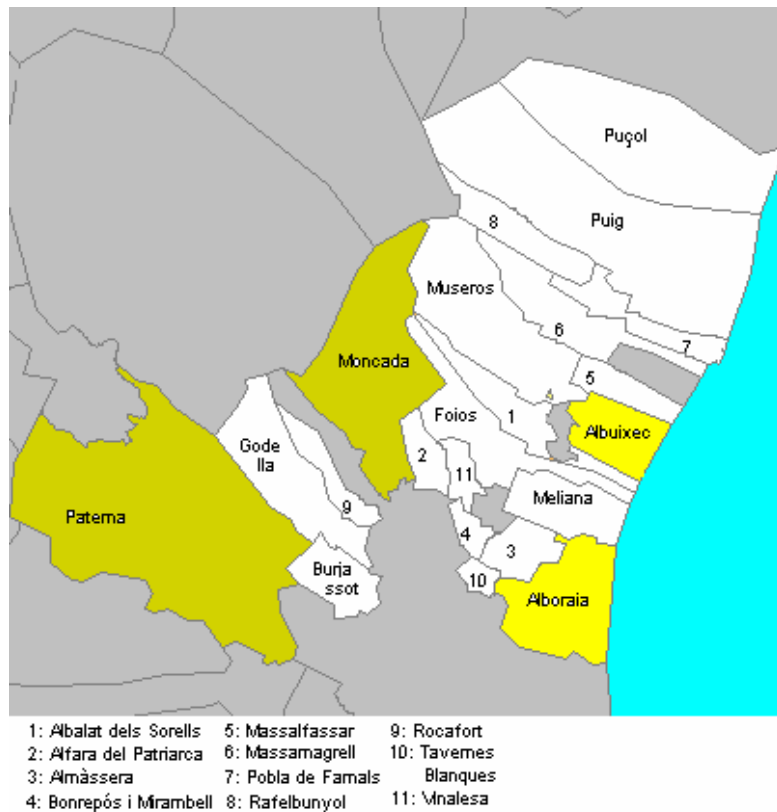 Puçol
Puig
8
Museros
6
7
Moncada
5
Foios
1
Albuixec
Gode
lla
2
11
Meliana
9
Paterna
4
3
Burja
ssot
10
Alboraia
1: Albalat dels Sorells
2: Alfara del Patriarca
3: Almàssera
4: Bonrepós i Mirambell
5: Massalfassar
6: Massamagrell
7: Pobla de Farnals
8: Rafelbunyol
9: Rocafort
10: Tavernes
Blanques
11: Vinalesa